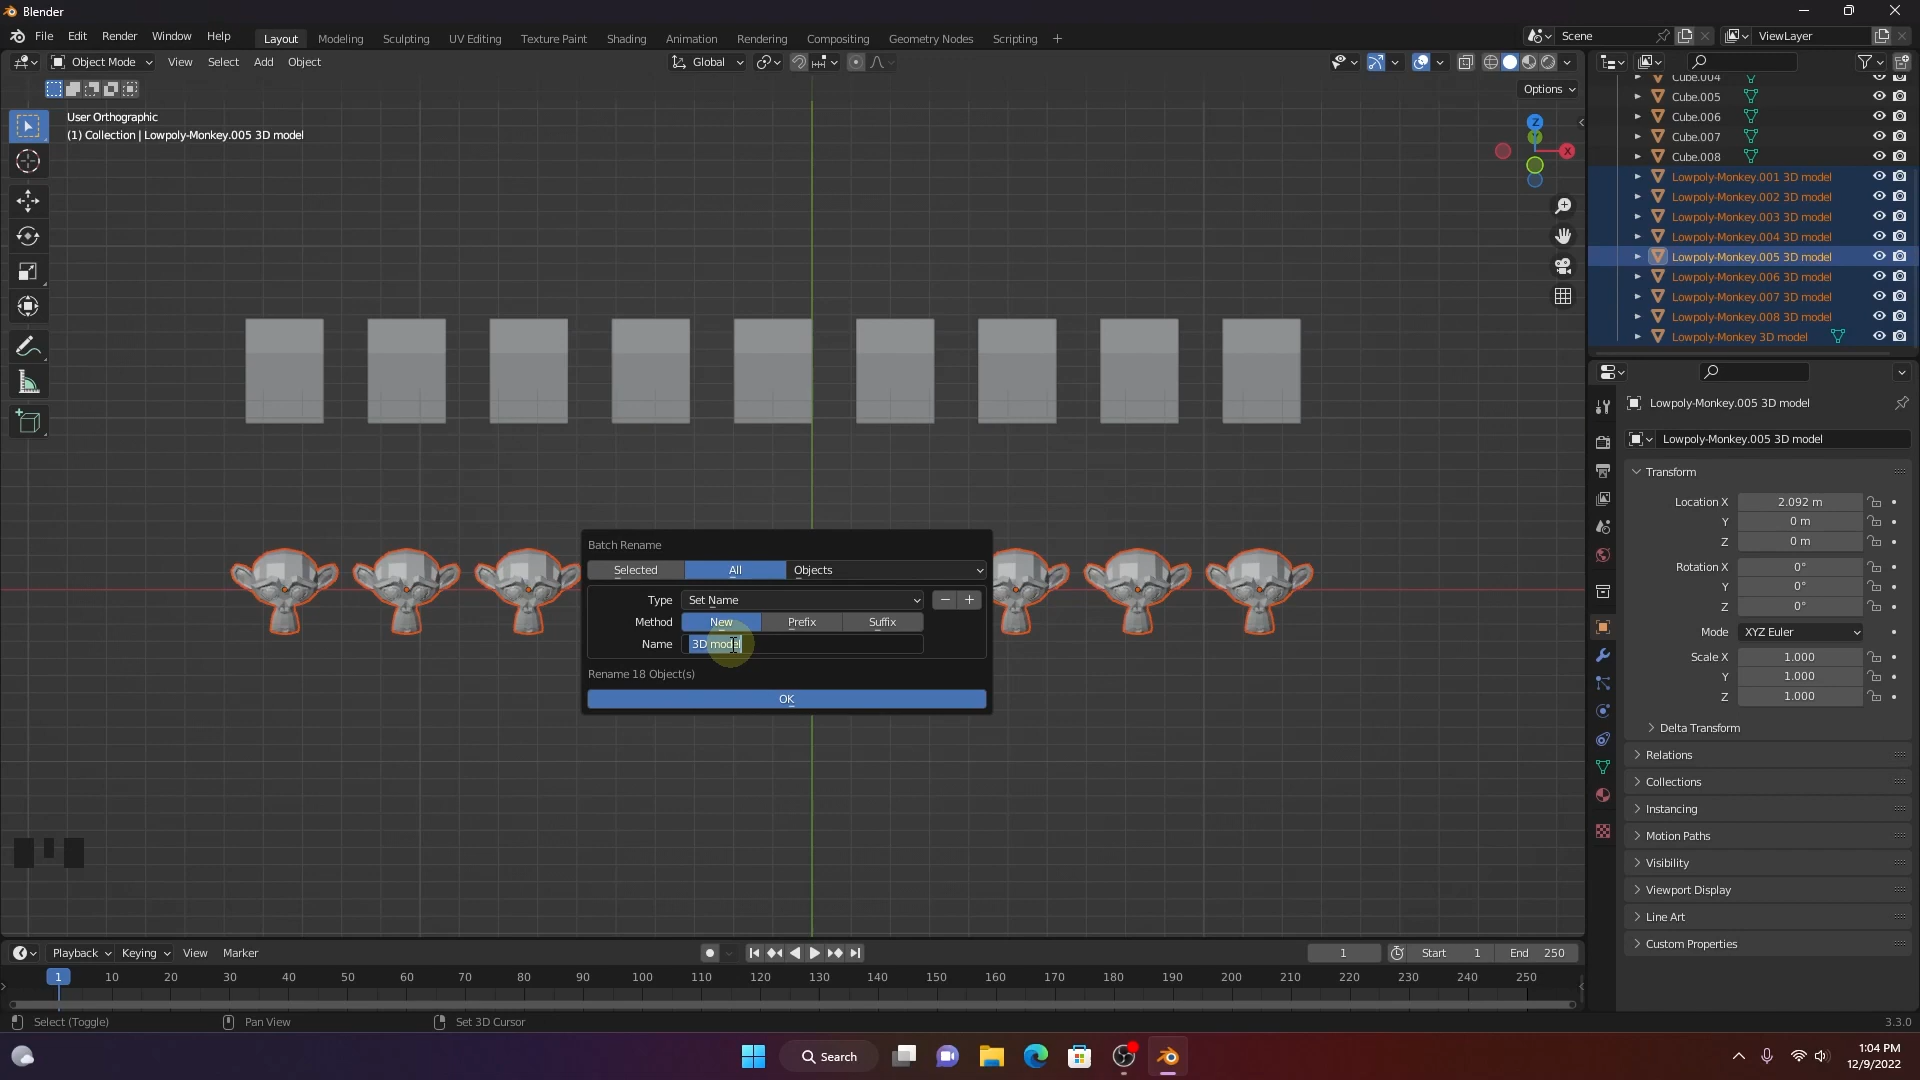 Blender
File Edit Render Window Help
Layout Modeling Sculpting UV Editing Texture Paint Shading Animation Rendering Compositing Geometry Nodes Scripting +
Scene
ViewLayer
Object Mode View Select Add Object
Global
Options
User Orthographic
(1) Collection | Lowpoly-Monkey.005 3D model
Z
Y
X
Cube.004
Cube.005
Cube.006
Cube.007
Cube.008
Lowpoly-Monkey.001 3D model
Lowpoly-Monkey.002 3D model
Lowpoly-Monkey.003 3D model
Lowpoly-Monkey.004 3D model
Lowpoly-Monkey.005 3D model
Lowpoly-Monkey.006 3D model
Lowpoly-Monkey.007 3D model
Lowpoly-Monkey.008 3D model
Lowpoly-Monkey 3D model
Lowpoly-Monkey.005 3D model
Lowpoly-Monkey.005 3D model
Transform
Location X 2.092 m
Y 0 m
Z 0 m
Rotation X 0°
Y 0°
Z 0°
Mode XYZ Euler
Scale X 1.000
Y 1.000
Z 1.000
Delta Transform
Relations
Collections
Instancing
Motion Paths
Visibility
Viewport Display
Line Art
Custom Properties
Batch Rename
Selected All Objects
Type Set Name
Method New Prefix Suffix
Name 3D model
Rename 18 Object(s)
OK
Playback Keying View Marker
1 Start 1 End 250
1 10 20 30 40 50 60 70 80 90 100 110 120 130 140 150 160 170 180 190 200 210 220 230 240 250
Select (Toggle) Pan View Set 3D Cursor
3.3.0
Search
1:04 PM
12/9/2022